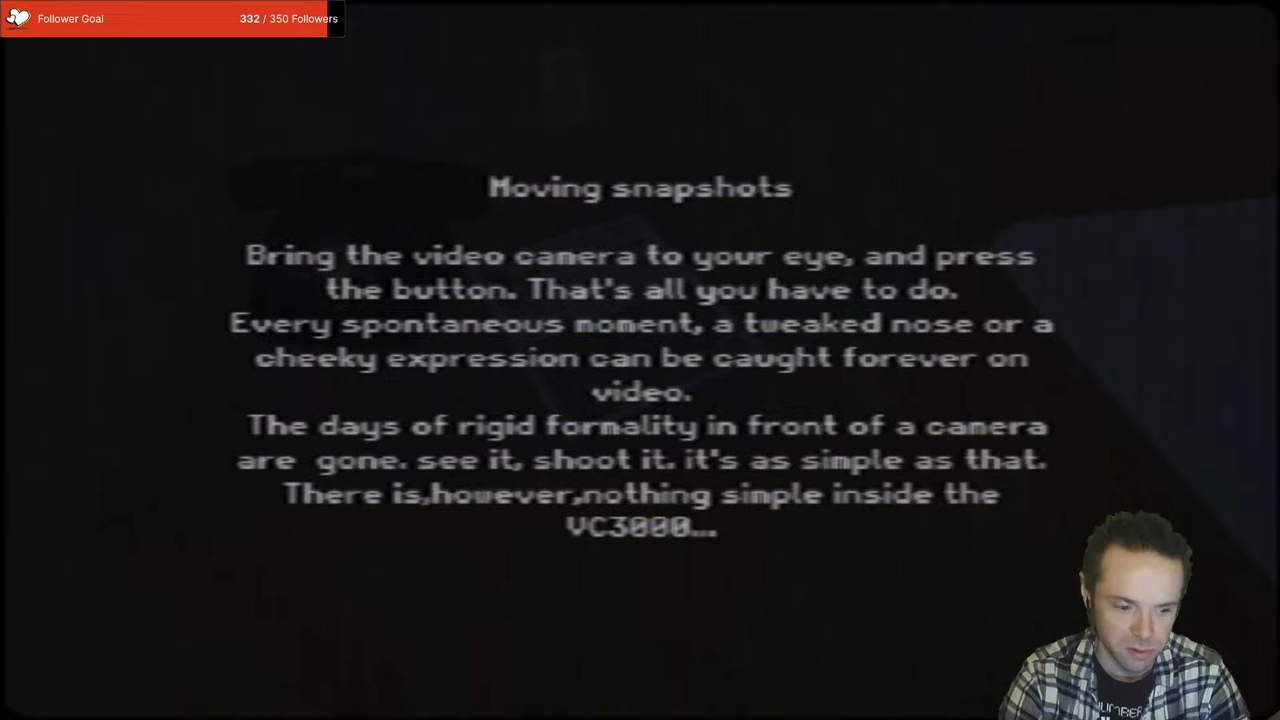 Follower Goal
332 / 350 Followers
Moving snapshots
Bring the video camera to your eye, and press
the button. That's all you have to do.
Every spontaneous moment, a tweaked nose or a
cheeky expression can be caught forever on
video.
The days of rigid formality in front of a camera
are gone. see it, shoot it. it's as simple as that.
There is,however,nothing simple inside the
VC3000...